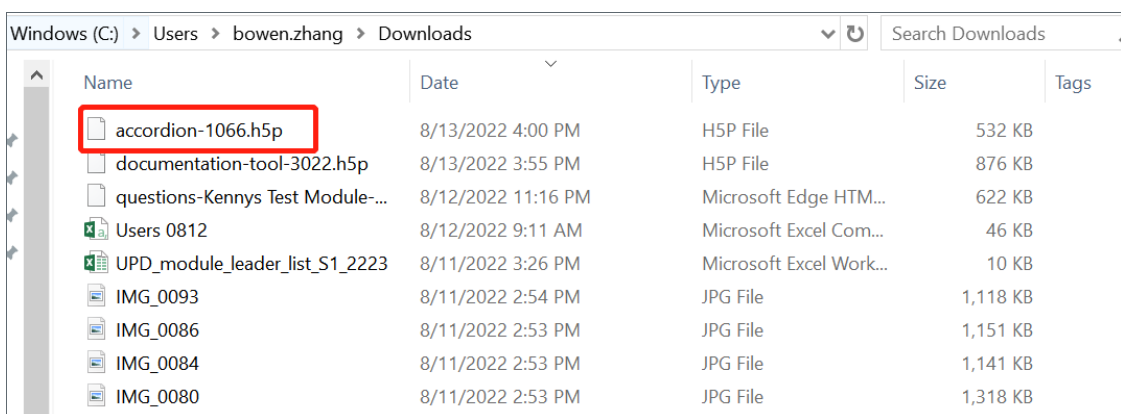 Windows (C:) > Users > bowen.zhang > Downloads Search Downloads
Name Date Type Size Tags
accordion-1066.h5p 8/13/2022 4:00 PM H5P File 532 KB
documentation-tool-3022.h5p 8/13/2022 3:55 PM H5P File 876 KB
questions-Kennys Test Module-... 8/12/2022 11:16 PM Microsoft Edge HTM... 622 KB
Users 0812 8/12/2022 9:11 AM Microsoft Excel Com... 46 KB
UPD_module_leader_list_S1_2223 8/11/2022 3:26 PM Microsoft Excel Work... 10 KB
IMG_0093 8/11/2022 2:54 PM JPG File 1,118 KB
IMG_0086 8/11/2022 2:53 PM JPG File 1,151 KB
IMG_0084 8/11/2022 2:53 PM JPG File 1,141 KB
IMG_0080 8/11/2022 2:53 PM JPG File 1,318 KB